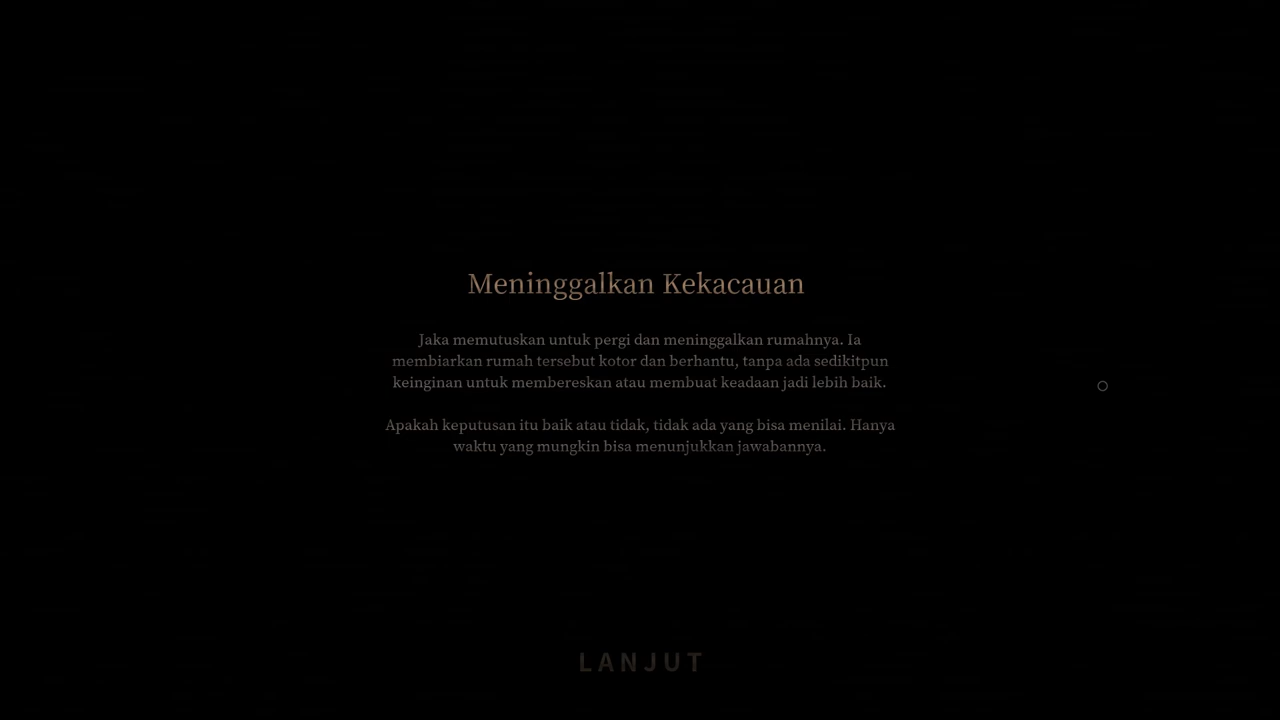 Meninggalkan Kekacauan
Jaka memutuskan untuk pergi dan meninggalkan rumahnya. Ia
membiarkan rumah tersebut kotor dan berhantu, tanpa ada sedikitpun
keinginan untuk membereskan atau membuat keadaan jadi lebih baik.
Apakah keputusan itu baik atau tidak, tidak ada yang bisa menilai. Hanya
waktu yang mungkin bisa menunjukkan jawabannya.
LANJUT